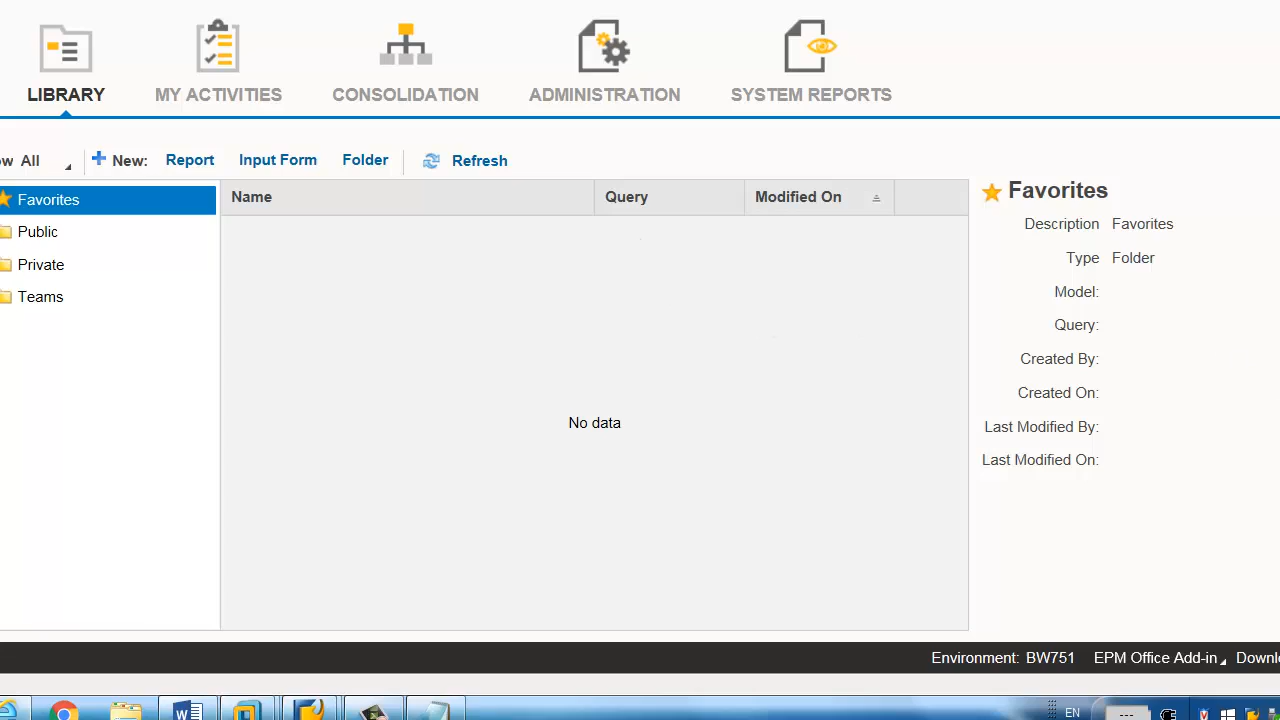 LIBRARY MY ACTIVITIES CONSOLIDATION ADMINISTRATION SYSTEM REPORTS
ow All New: Report Input Form Folder Refresh
Favorites
Public
Private
Teams
Name Query Modified On
No data
Favorites
Description Favorites
Type Folder
Model:
Query:
Created By:
Created On:
Last Modified By:
Last Modified On:
Environment: BW751 EPM Office Add-in Downlo
EN ---